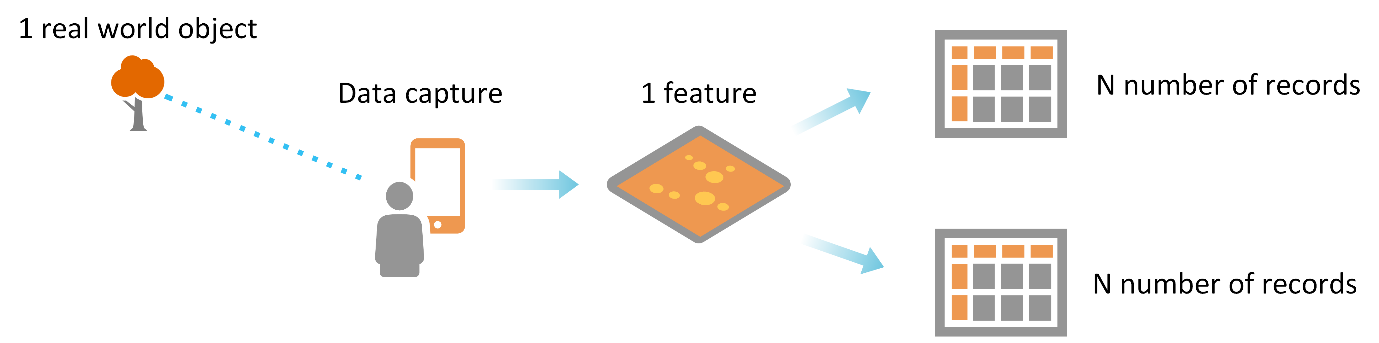 1 real world object
Data capture
1 feature
N number of records
N number of records